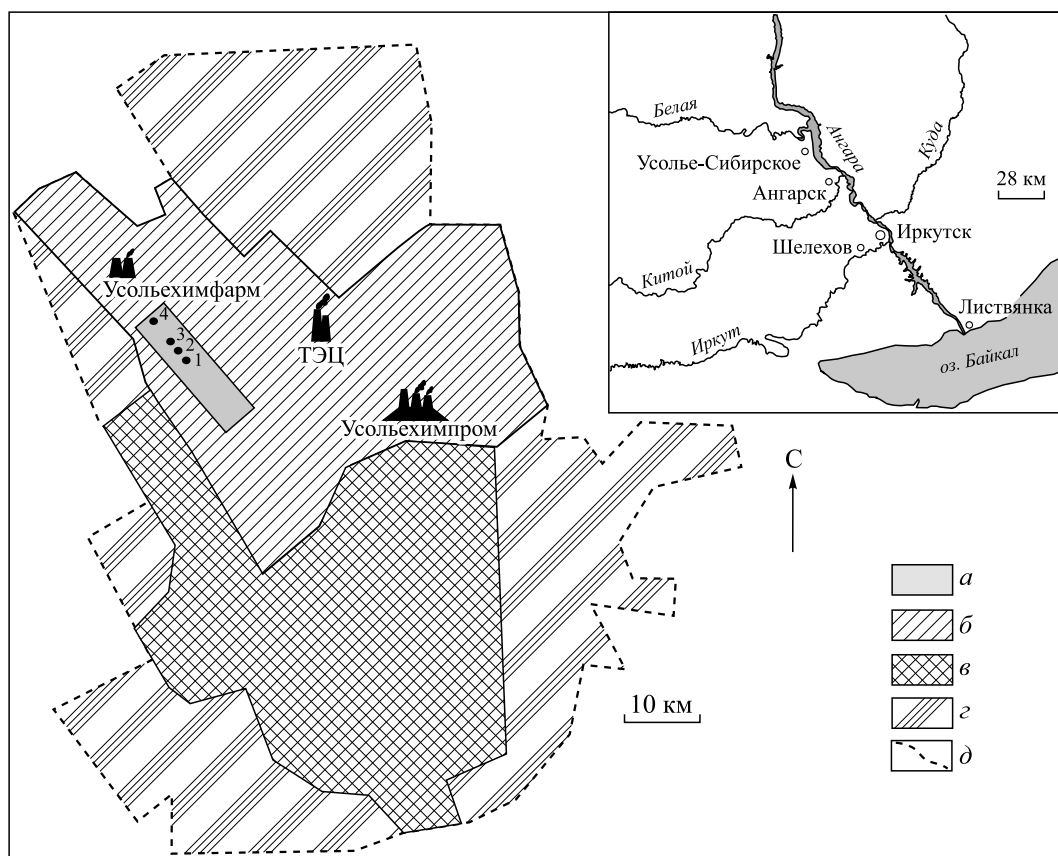 Белая
Ангара
Куда
Усолье-Сибирское
Ангарск
28 км
Иркутск
Шелехов
Китой
Листвянка
Иркут
оз. Байкал
Усольехимфарм
4
3
2
1
ТЭЦ
Усольехимпром
С
10 км
а
б
в
г
д